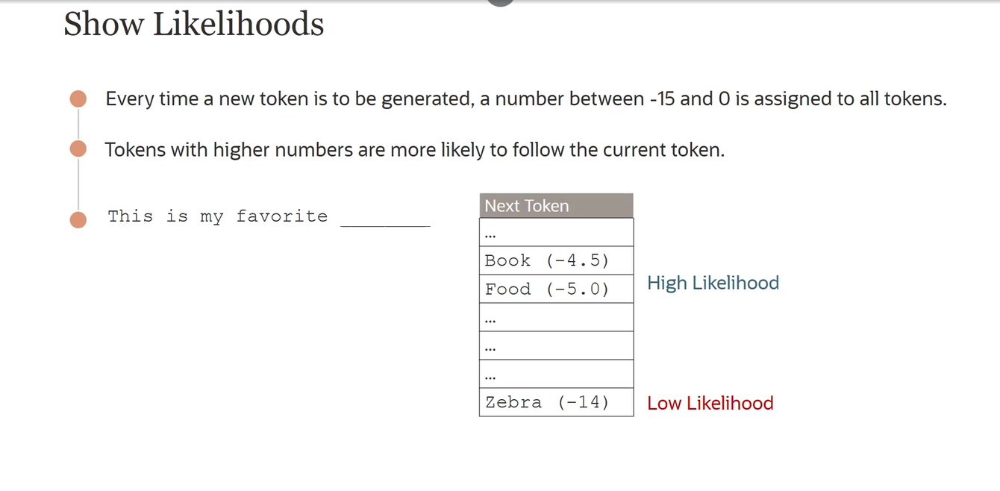 Show Likelihoods
Every time a new token is to be generated, a number between -15 and 0 is assigned to all tokens.
Tokens with higher numbers are more likely to follow the current token.
This is my favorite ________
Next Token
...
Book (-4.5)
Food (-5.0)
High Likelihood
...
...
...
Zebra (-14)
Low Likelihood